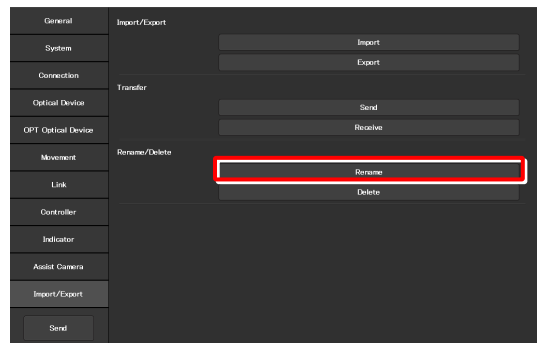 General
System
Connection
Optical Device
OPT Optical Device
Movement
Link
Controller
Indicator
Assist Camera
Import/Export
Send
Import/Export
Import
Export
Transfer
Send
Receive
Rename/Delete
Rename
Delete